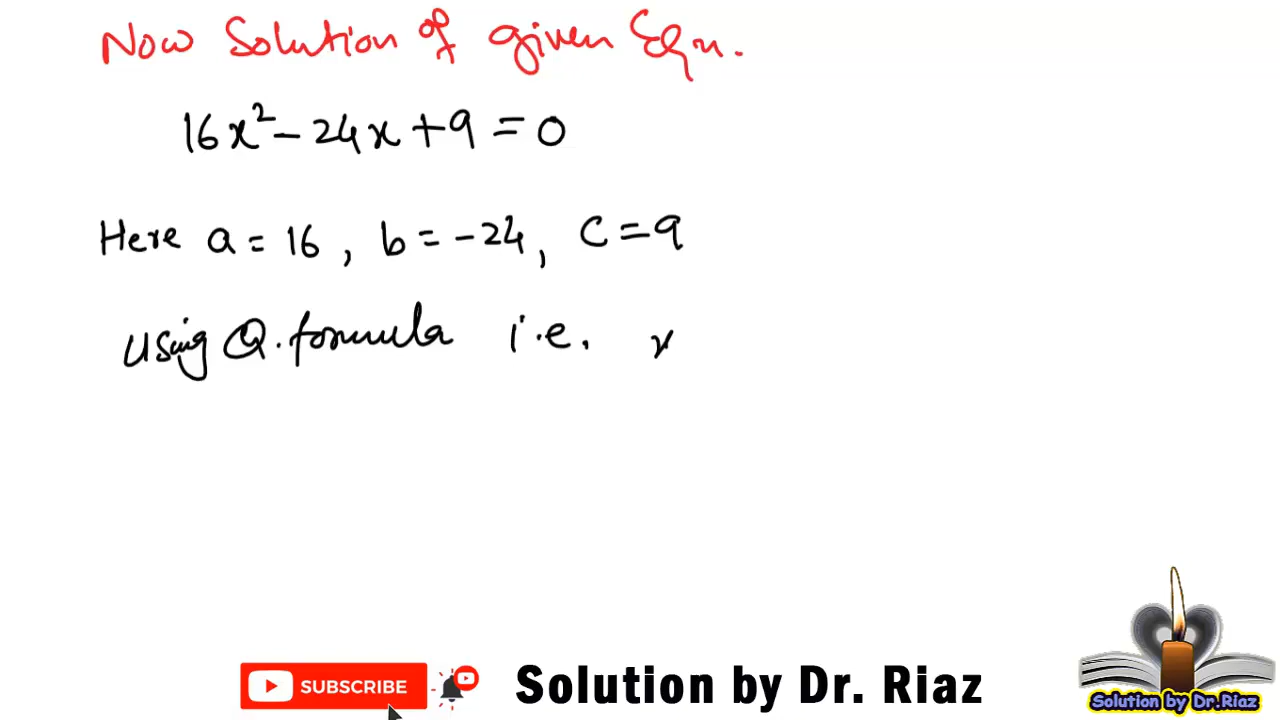 Now Solution of given Eqn.
16x² - 24x + 9 = 0
Here a = 16, b = -24, c = 9
Using Q. formula i.e. x
SUBSCRIBE
Solution by Dr. Riaz
Solution by Dr.Riaz